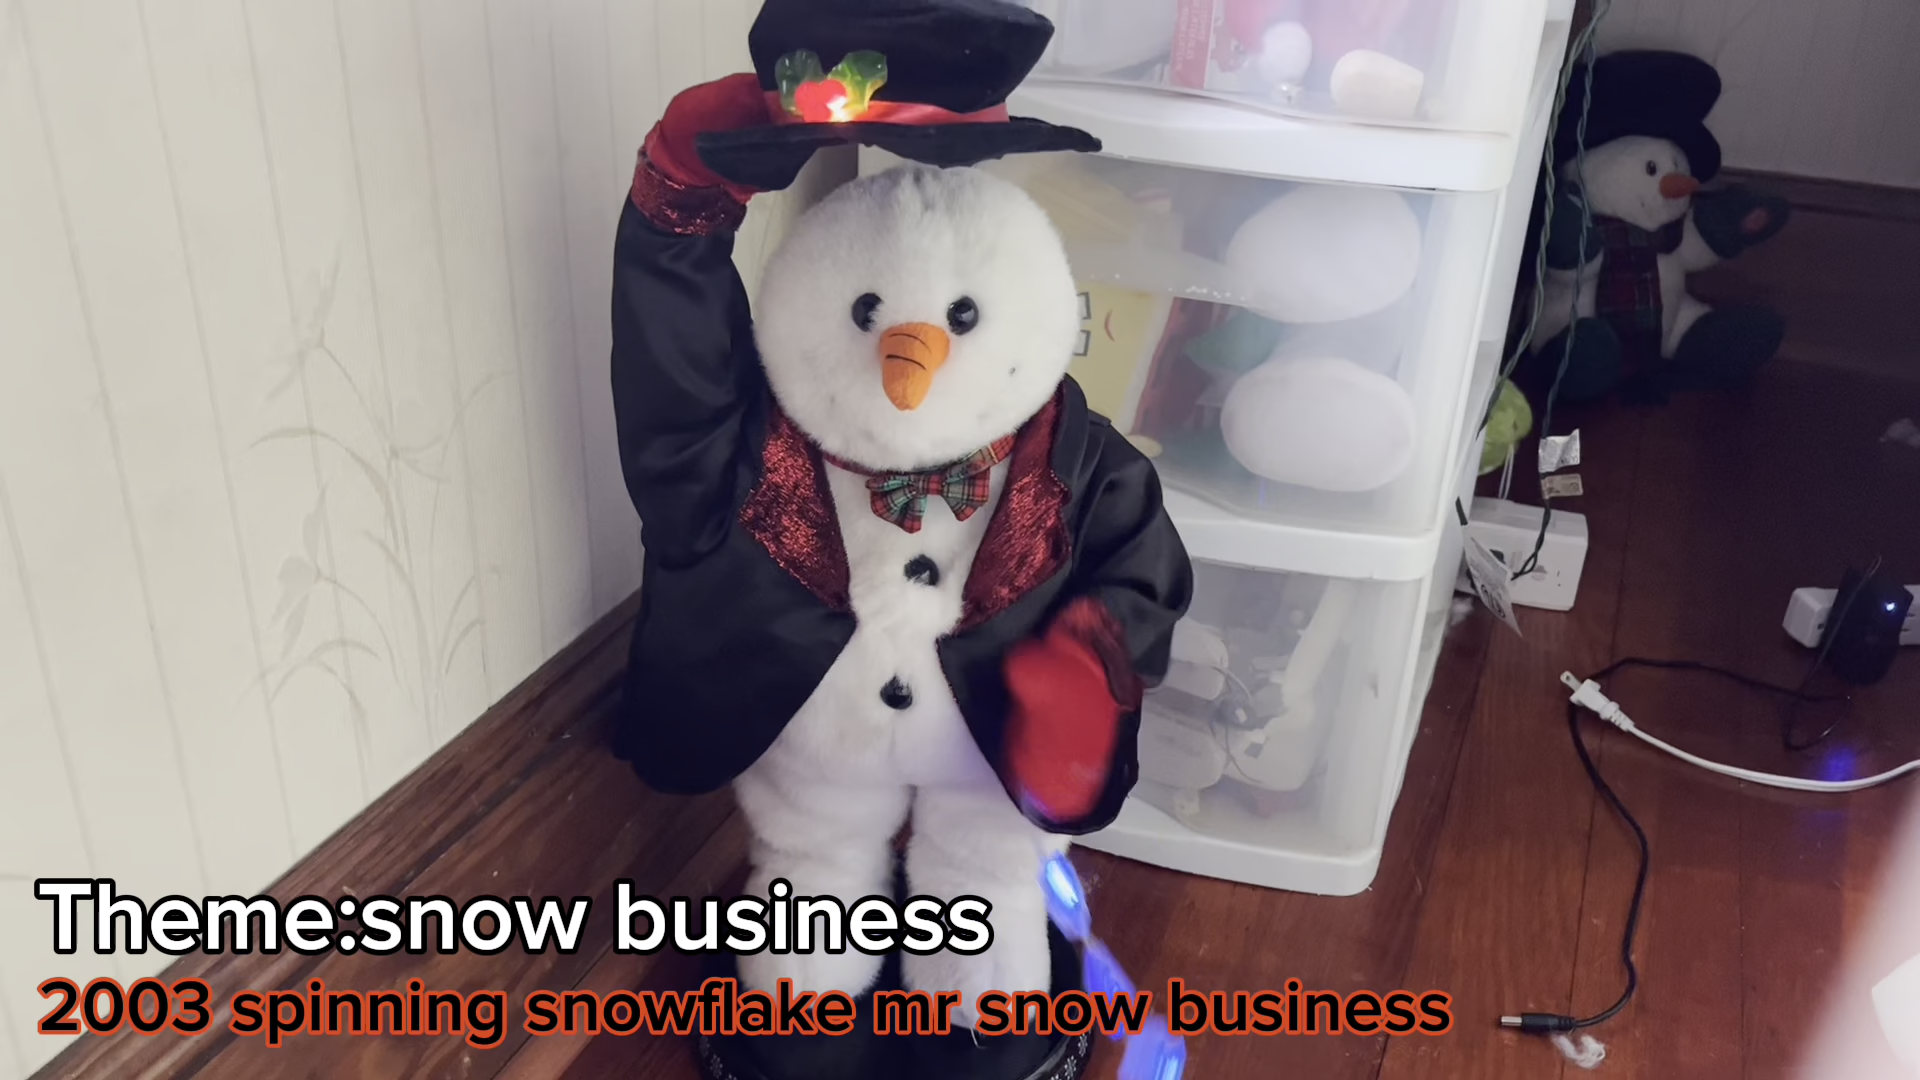 Theme:snow business
2003 spinning snowflake mr snow business